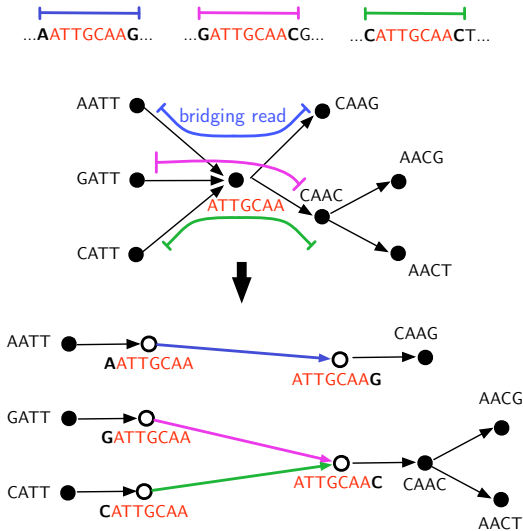 ...AATTGCAAG... ...GATTGCAACG... ...CATTGCAACT...
AATT bridging read CAAG
AACG
GATT
CAAC
ATTGCAA
CATT
AACT
CAAG
AATT
AATTGCAA
ATTGCAAG
AACG
GATT
GATTGCAA
ATTGCAAC CAAC
CATT
CATTGCAA
AACT